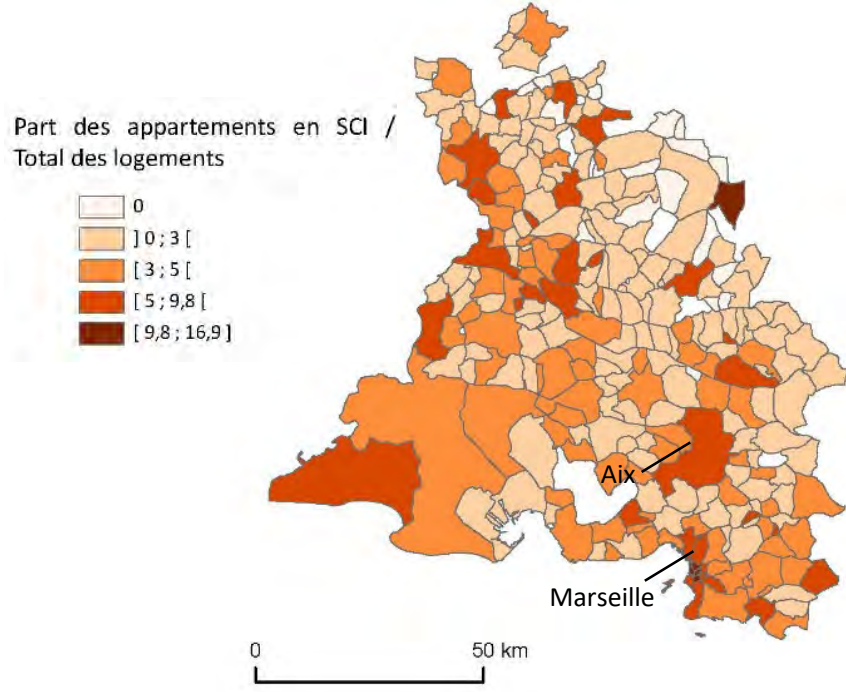 Part des appartements en SCI /
Total des logements
0
] 0 ; 3 [
[ 3 ; 5 [
[ 5 ; 9,8 [
[ 9,8 ; 16,9 ]
Aix
Marseille
0 50 km